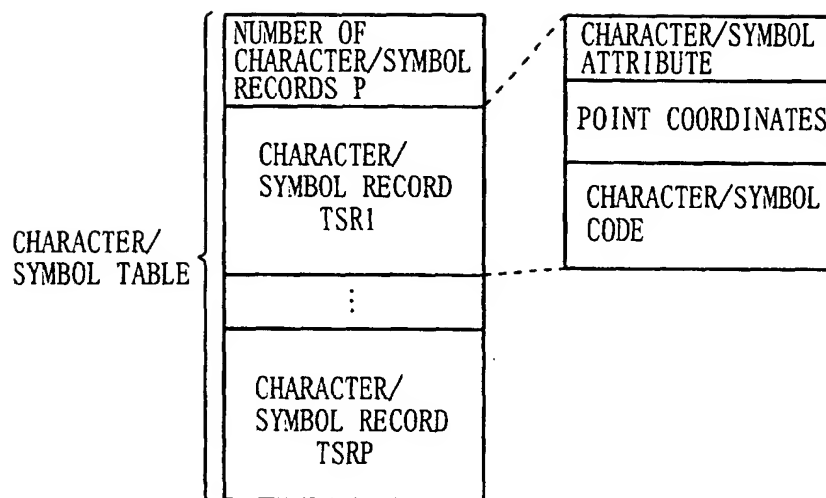 NUMBER OF
CHARACTER/SYMBOL
RECORDS P
CHARACTER/
SYMBOL RECORD
TSR1
⋮
CHARACTER/
SYMBOL RECORD
TSRP
CHARACTER/
SYMBOL TABLE
CHARACTER/SYMBOL
ATTRIBUTE
POINT COORDINATES
CHARACTER/SYMBOL
CODE